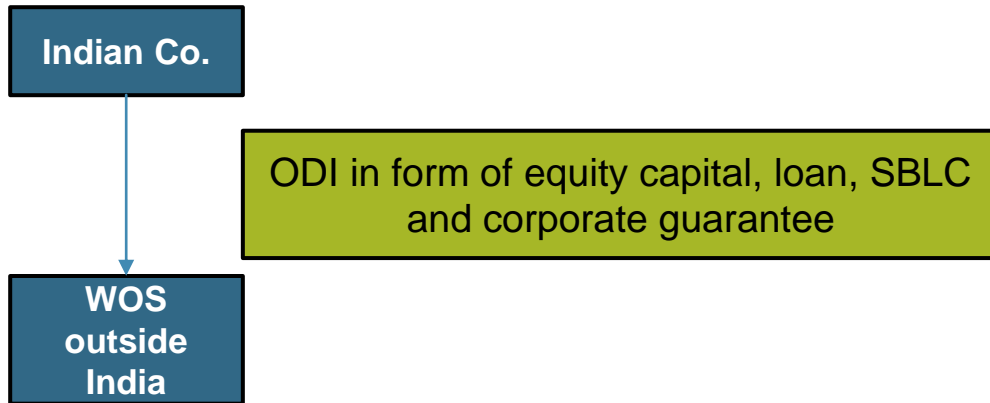 Indian Co.
ODI in form of equity capital, loan, SBLC
and corporate guarantee
WOS
outside
India